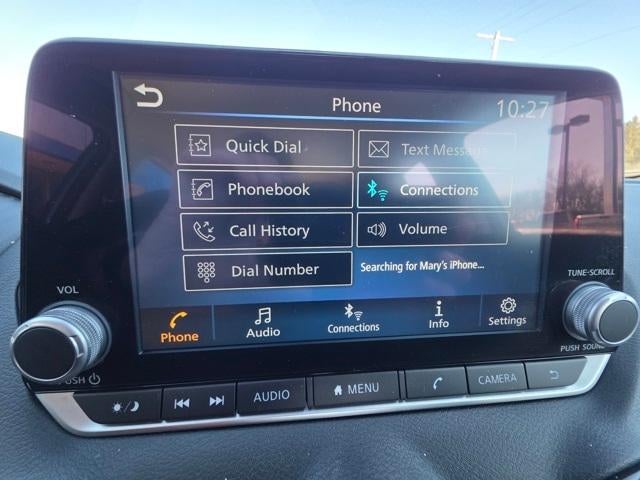 Phone
10:27
Quick Dial
Text Message
Phonebook
Connections
Call History
Volume
Dial Number
Searching for Mary's iPhone...
Phone
Audio
Connections
Info
Settings
VOL
PUSH
TUNE·SCROLL
PUSH SOUND
AUDIO
MENU
CAMERA